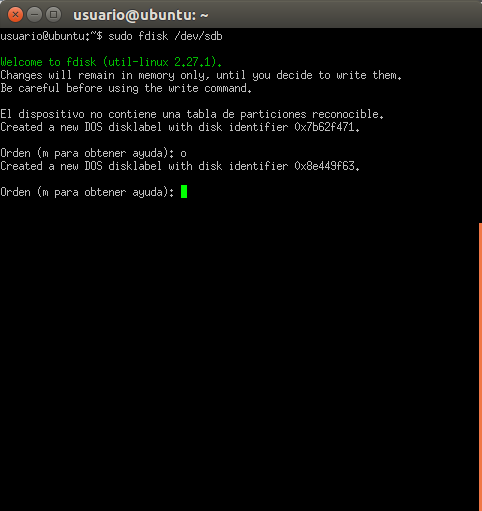 usuario@ubuntu: ~
usuario@ubuntu:~$ sudo fdisk /dev/sdb
Welcome to fdisk (util-linux 2.27.1).
Changes will remain in memory only, until you decide to write them.
Be careful before using the write command.
El dispositivo no contiene una tabla de particiones reconocible.
Created a new DOS disklabel with disk identifier 0x7b62f471.
Orden (m para obtener ayuda): o
Created a new DOS disklabel with disk identifier 0x8e449f63.
Orden (m para obtener ayuda):